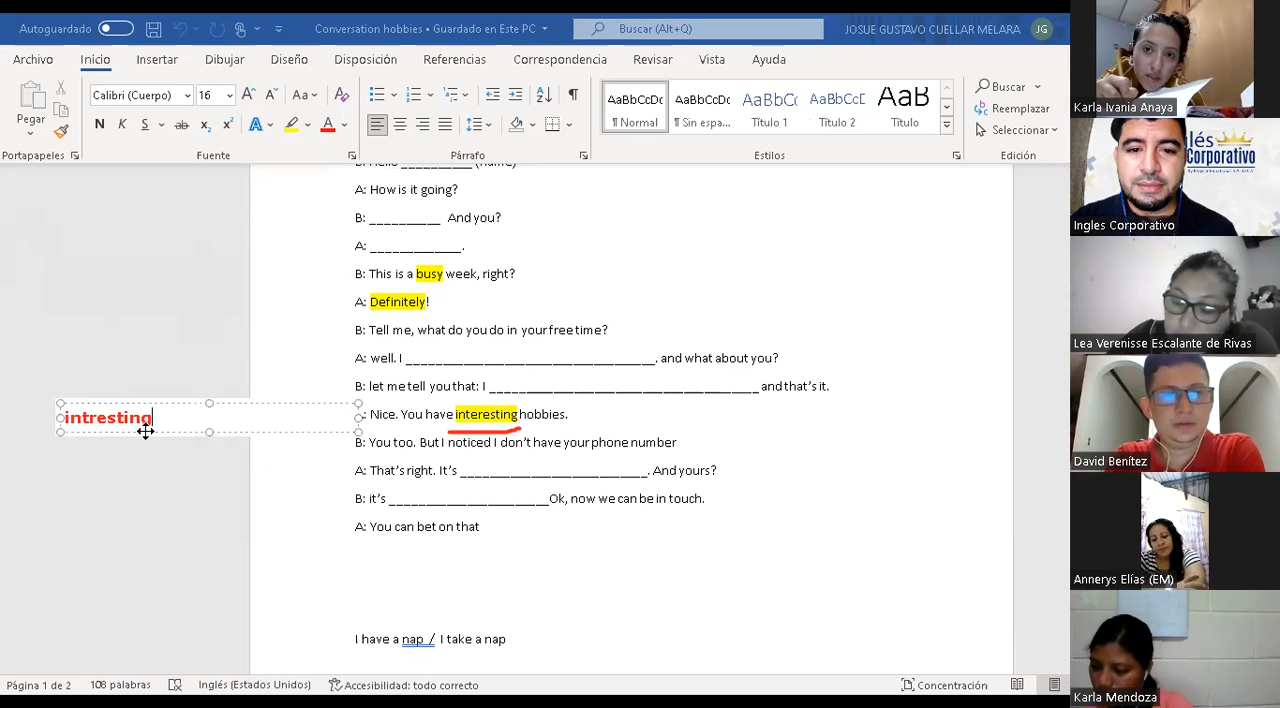 Autoguardado
Conversation hobbies • Guardado en Este PC
Buscar (Alt+Q)
JOSUE GUSTAVO CUELLAR MELARA
JG
Archivo Inicio Insertar Dibujar Diseño Disposición Referencias Correspondencia Revisar Vista Ayuda
Pegar
Calibri (Cuerpo) 16
N K S ab x₂ x²
AaBbCcDc AaBbCcDc AaBbCcC AaBbCcC AaB
¶ Normal ¶ Sin espa... Título 1 Título 2 Título
Buscar
Reemplazar
Seleccionar
Portapapeles Fuente Párrafo Estilos Edición
A: How is it going?
B: __________ And you?
A: _____________.
B: This is a busy week, right?
A: Definitely!
B: Tell me, what do you do in your free time?
A: well. I ___________________________________. and what about you?
B: let me tell you that: I ______________________________________ and that's it.
intresting
Nice. You have interesting hobbies.
B: You too. But I noticed I don't have your phone number
A: That's right. It's __________________________. And yours?
B: it's ______________________Ok, now we can be in touch.
A: You can bet on that
I have a nap / I take a nap
Página 1 de 2 108 palabras Inglés (Estados Unidos) Accesibilidad: todo correcto Concentración
Karla Ivania Anaya
Corporativo
Ingles Corporativo
Lea Verenisse Escalante de Rivas
David Benítez
Annerys Elías (EM)
Karla Mendoza